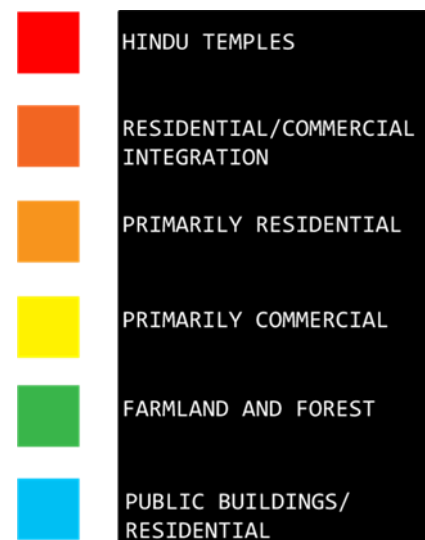 HINDU TEMPLES
RESIDENTIAL/COMMERCIAL
INTEGRATION
PRIMARILY RESIDENTIAL
PRIMARILY COMMERCIAL
FARMLAND AND FOREST
PUBLIC BUILDINGS/
RESIDENTIAL